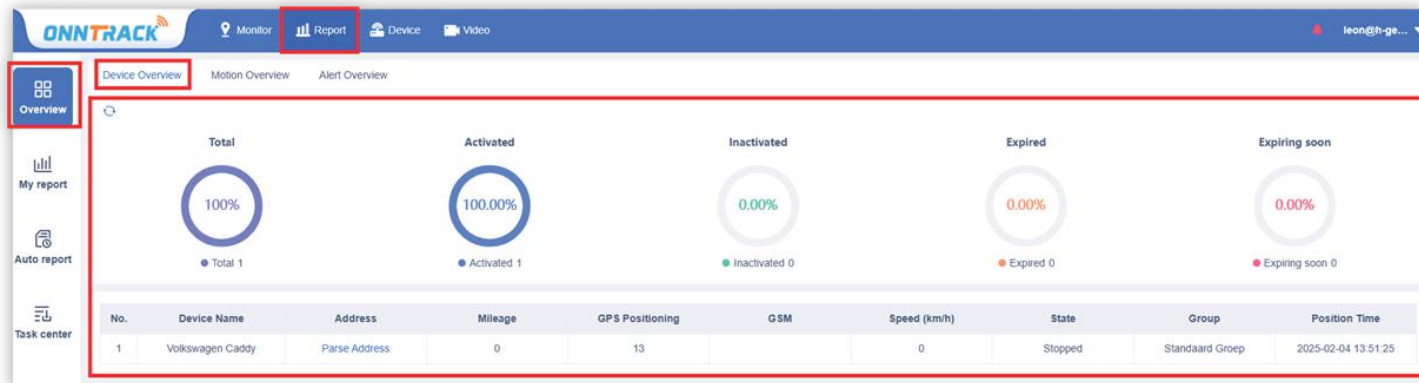 ONNTRACK Monitor Report Device Video leon@h-ge...
Overview
My report
Auto report
Task center
Device Overview Motion Overview Alert Overview
Total Activated Inactivated Expired Expiring soon
100% 100.00% 0.00% 0.00% 0.00%
Total 1 Activated 1 Inactivated 0 Expired 0 Expiring soon 0
No. Device Name Address Mileage GPS Positioning GSM Speed (km/h) State Group Position Time
1 Volkswagen Caddy Parse Address 0 13 0 Stopped Standaard Groep 2025-02-04 13:51:25